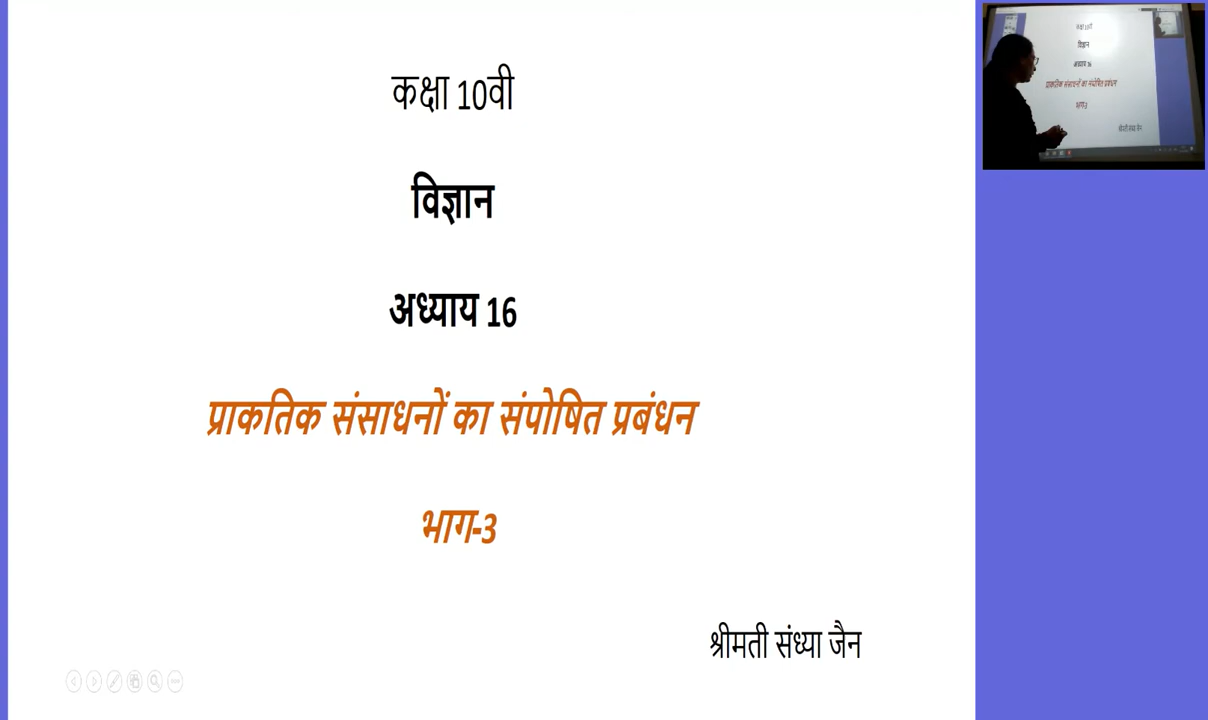 कक्षा 10वी
विज्ञान
अध्याय 16
प्राकतिक संसाधनों का संपोषित प्रबंधन
भाग-3
श्रीमती संध्या जैन